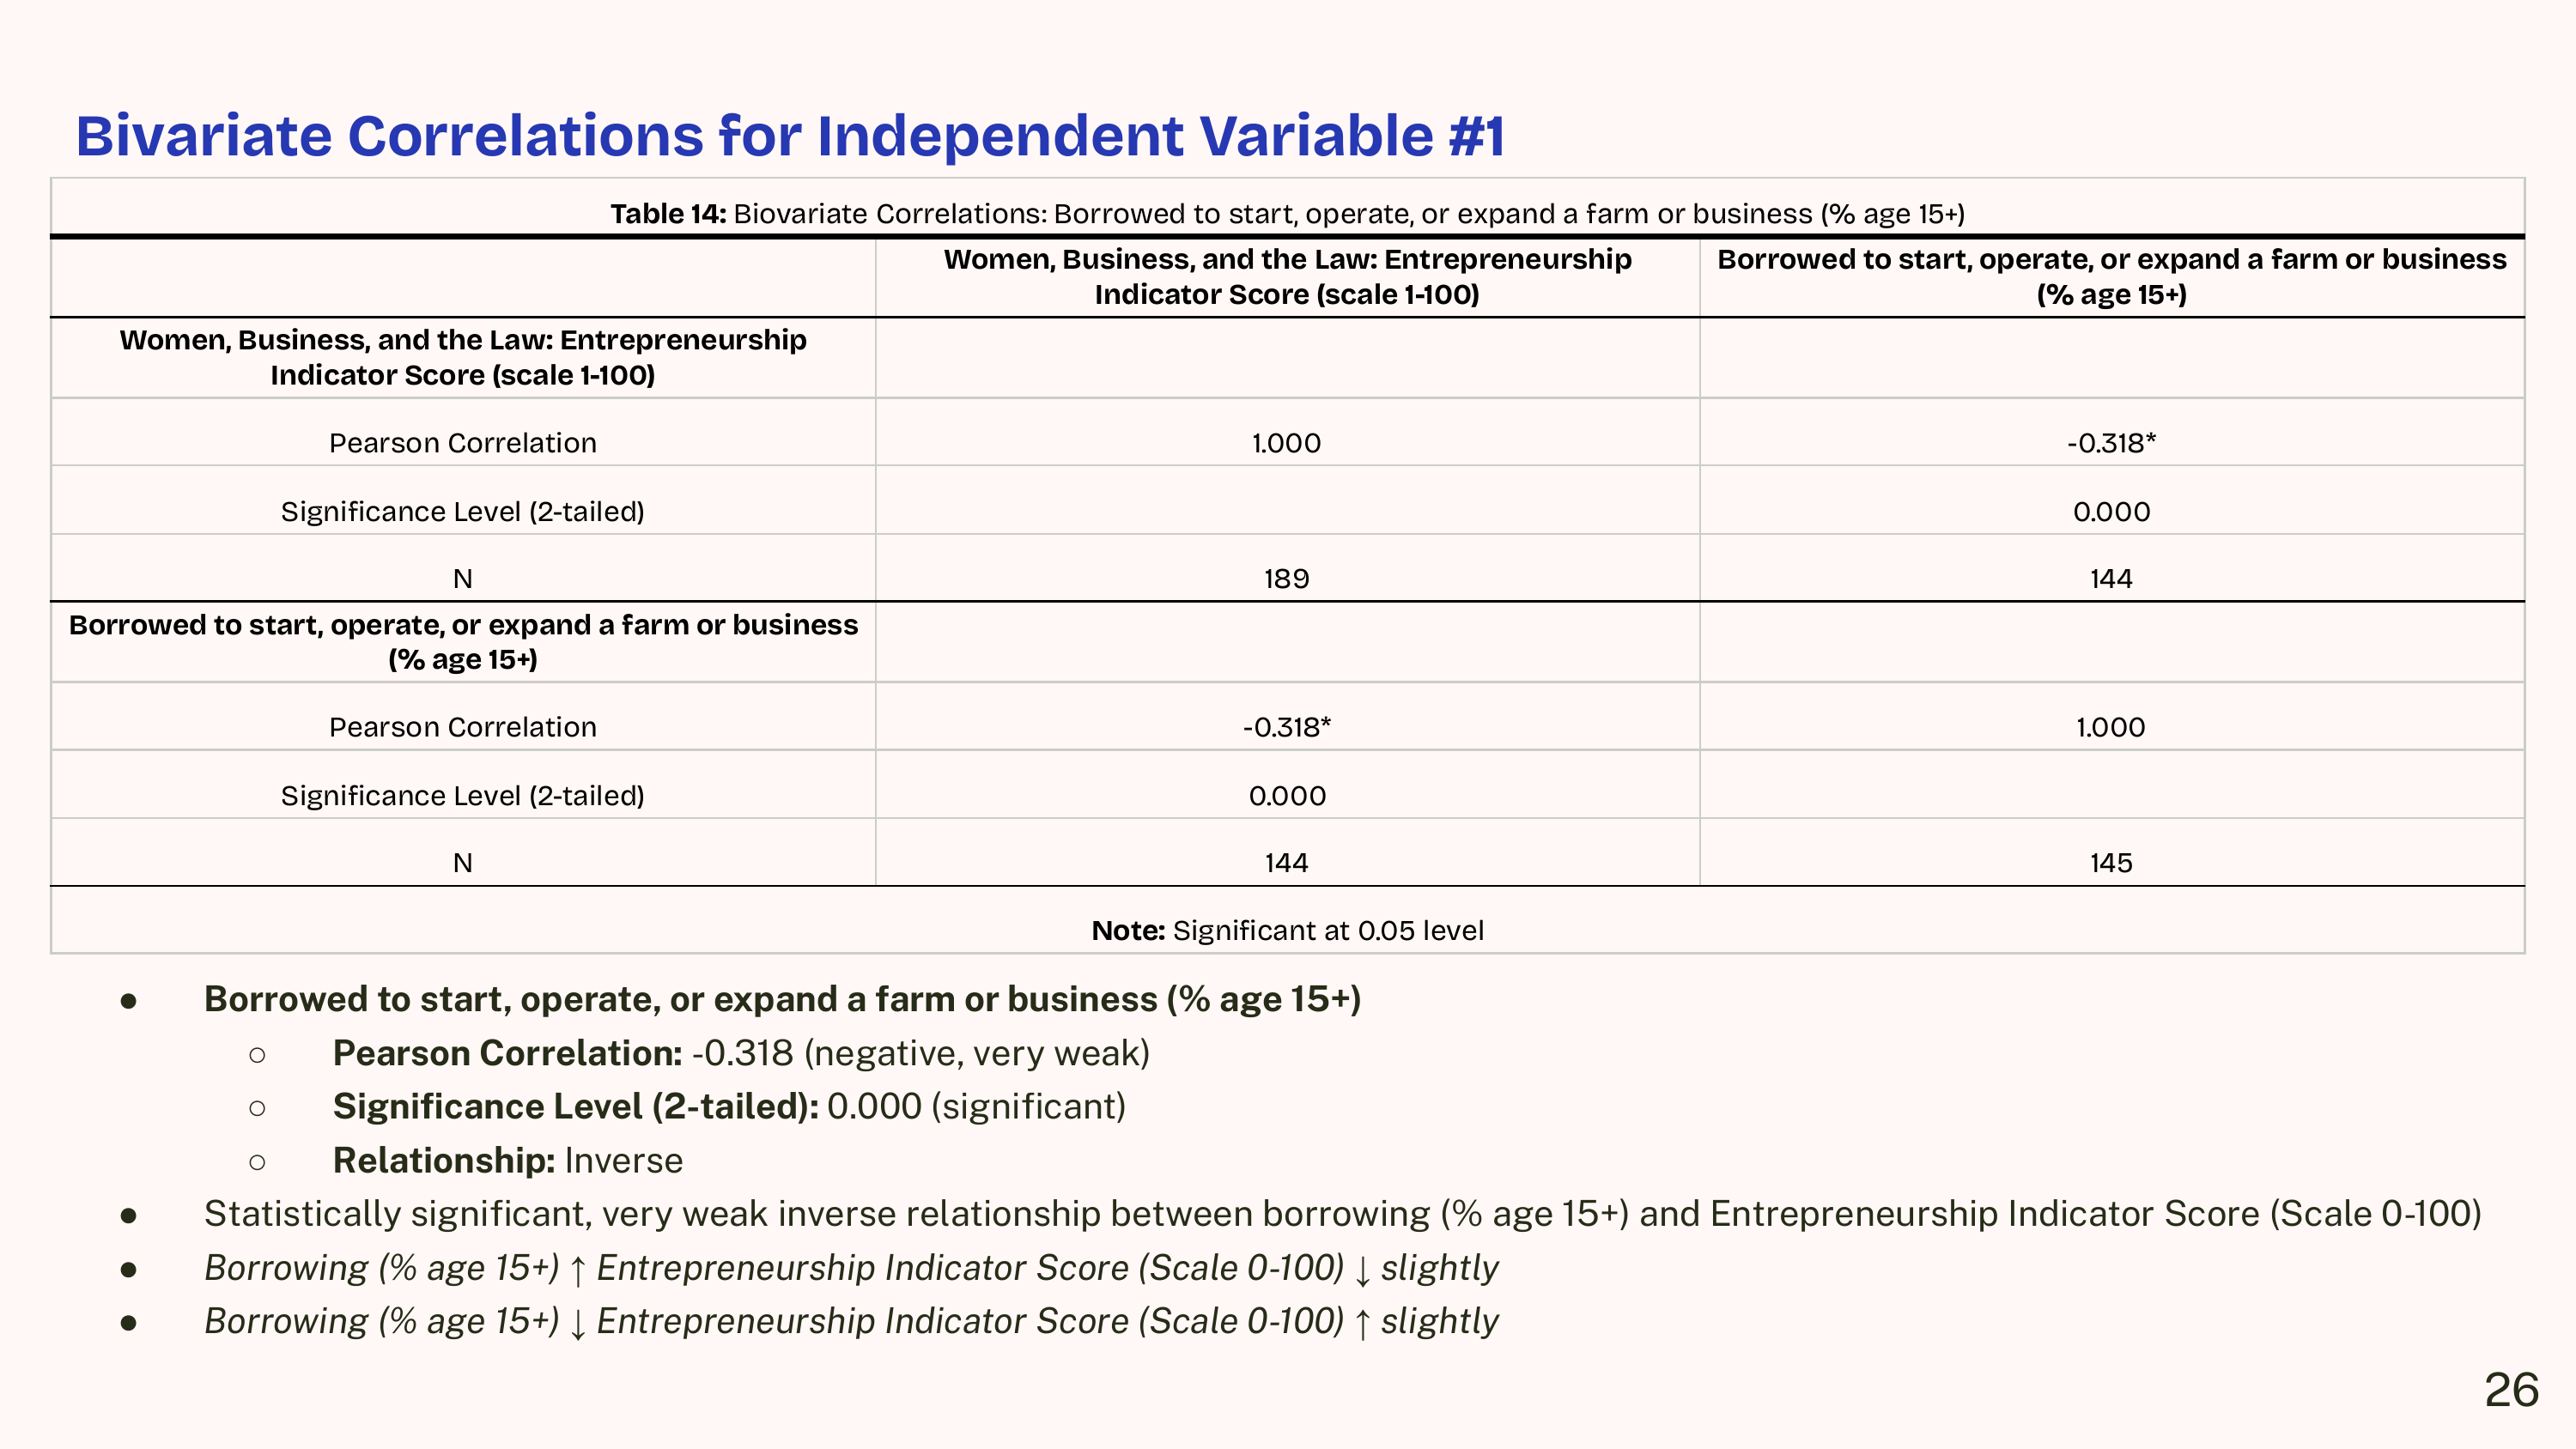 Bivariate Correlations for Independent Variable #1
Table 14: Biovariate Correlations: Borrowed to start, operate, or expand a farm or business (% age 15+)
Women, Business, and the Law: Entrepreneurship
Indicator Score (scale 1-100)
Borrowed to start, operate, or expand a farm or business
(% age 15+)
Women, Business, and the Law: Entrepreneurship
Indicator Score (scale 1-100)
Pearson Correlation 1.000 -0.318*
Significance Level (2-tailed) 0.000
N 189 144
Borrowed to start, operate, or expand a farm or business
(% age 15+)
Pearson Correlation -0.318* 1.000
Significance Level (2-tailed) 0.000
N 144 145
Note: Significant at 0.05 level
● Borrowed to start, operate, or expand a farm or business (% age 15+)
○ Pearson Correlation: -0.318 (negative, very weak)
○ Significance Level (2-tailed): 0.000 (significant)
○ Relationship: Inverse
● Statistically significant, very weak inverse relationship between borrowing (% age 15+) and Entrepreneurship Indicator Score (Scale 0-100)
● Borrowing (% age 15+) ↑ Entrepreneurship Indicator Score (Scale 0-100) ↓ slightly
● Borrowing (% age 15+) ↓ Entrepreneurship Indicator Score (Scale 0-100) ↑ slightly
26